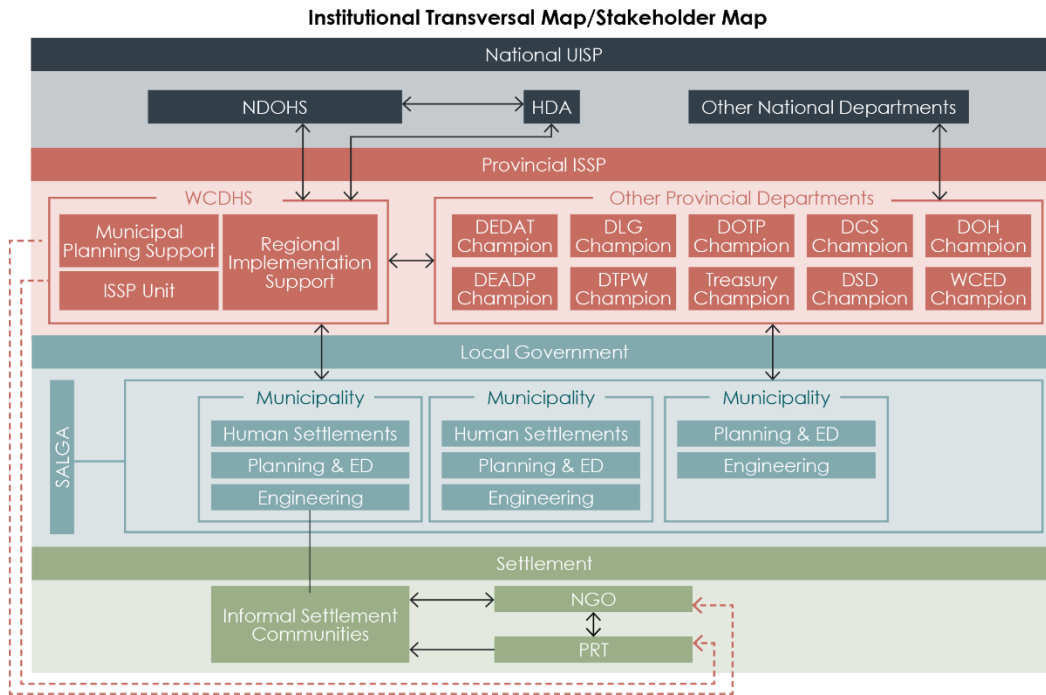 Institutional Transversal Map/Stakeholder Map
National UISP
NDOHS
HDA
Other National Departments
Provincial ISSP
WCDHS
Municipal
Planning Support
ISSP Unit
Regional
Implementation
Support
Other Provincial Departments
DEDAT
Champion
DLG
Champion
DOTP
Champion
DCS
Champion
DOH
Champion
DEADP
Champion
DTPW
Champion
Treasury
Champion
DSD
Champion
WCED
Champion
Local Government
SALGA
Municipality
Human Settlements
Planning & ED
Engineering
Municipality
Human Settlements
Planning & ED
Engineering
Municipality
Planning & ED
Engineering
Settlement
Informal Settlement
Communities
NGO
PRT